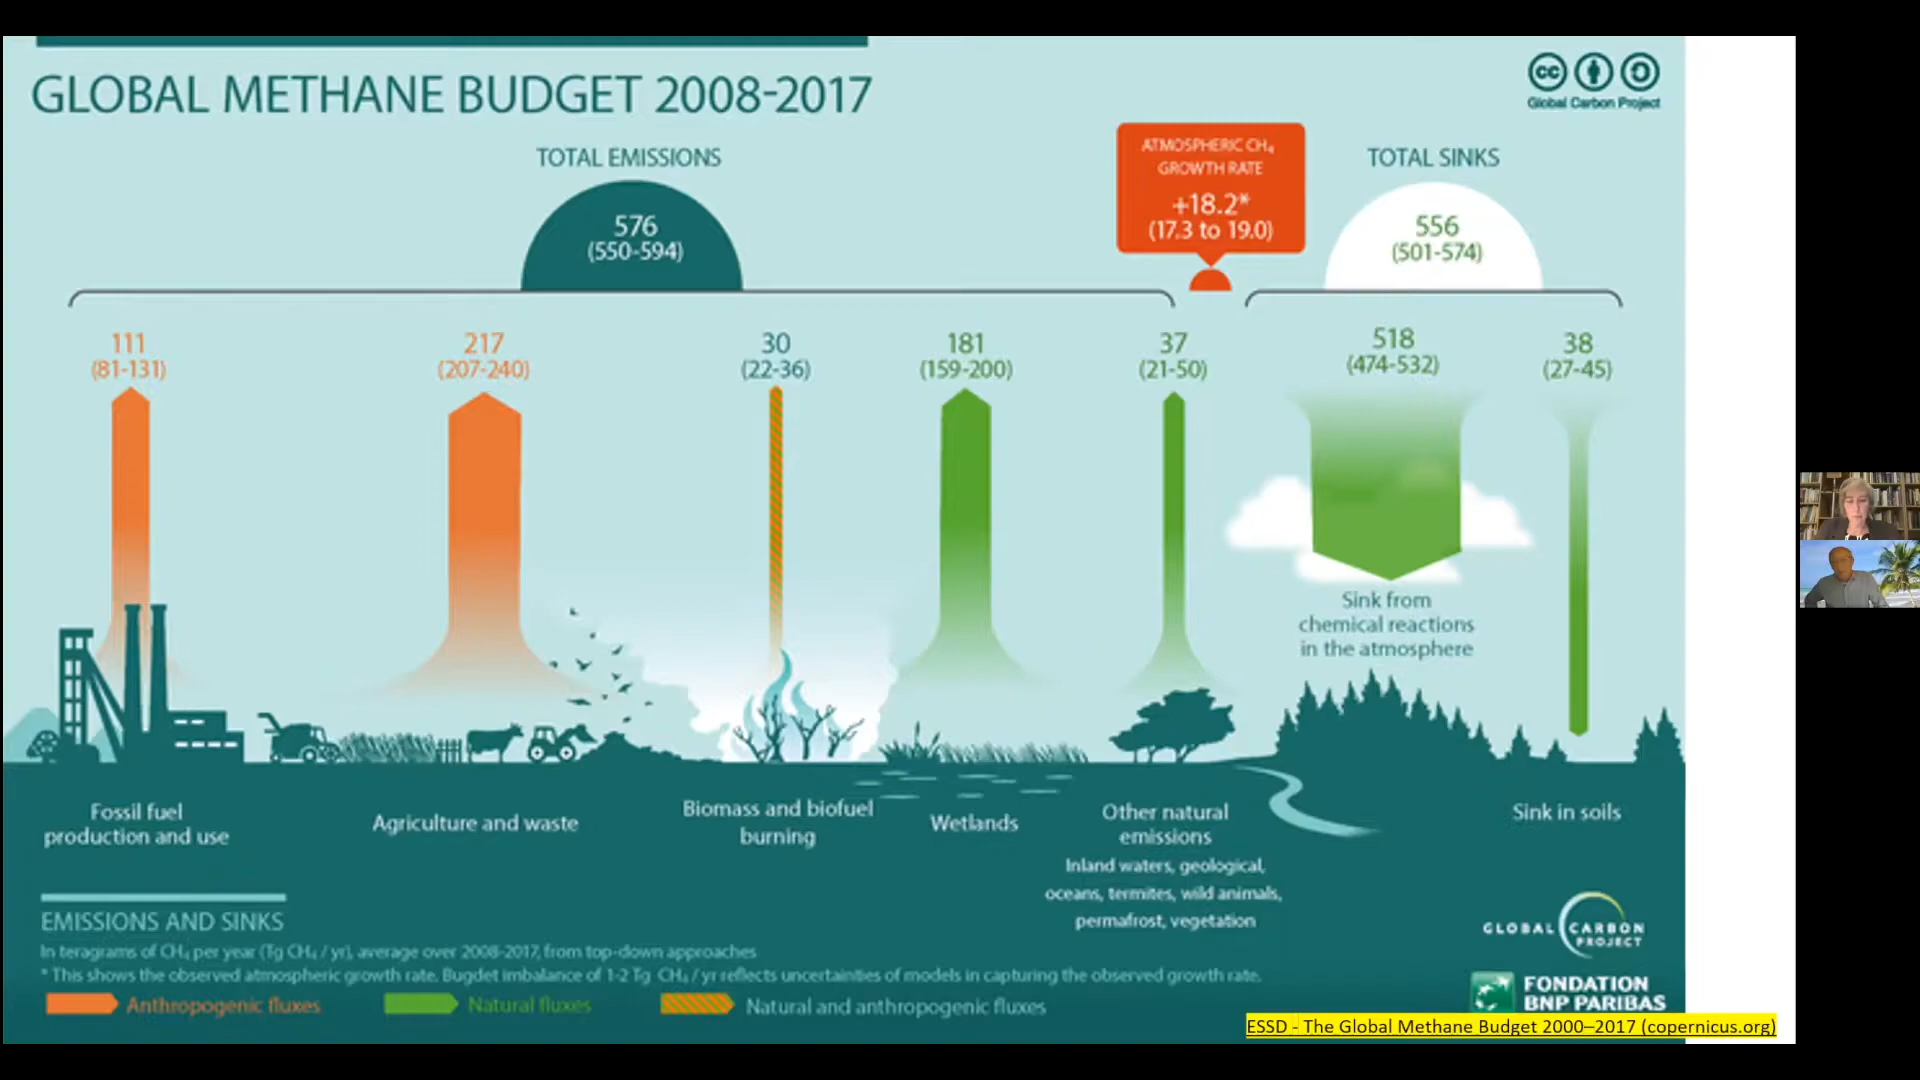 GLOBAL METHANE BUDGET 2008-2017
cc
Global Carbon Project
TOTAL EMISSIONS
576
(550-594)
ATMOSPHERIC CH₄
GROWTH RATE
+18.2*
(17.3 to 19.0)
TOTAL SINKS
556
(501-574)
111
(81-131)
217
(207-240)
30
(22-36)
181
(159-200)
37
(21-50)
518
(474-532)
38
(27-45)
Sink from
chemical reactions
in the atmosphere
Fossil fuel
production and use
Agriculture and waste
Biomass and biofuel
burning
Wetlands
Other natural
emissions
Inland waters, geological,
oceans, termites, wild animals,
permafrost, vegetation
Sink in soils
EMISSIONS AND SINKS
In teragrams of CH₄ per year (Tg CH₄ / yr), average over 2008-2017, from top-down approaches
* This shows the observed atmospheric growth rate. Bugdet imbalance of 1-2 Tg CH₄ / yr reflects uncertainties of models in capturing the observed growth rate.
Anthropogenic fluxes
Natural fluxes
Natural and anthropogenic fluxes
GLOBAL CARBON
PROJECT
FONDATION
BNP PARIBAS
ESSD - The Global Methane Budget 2000–2017 (copernicus.org)